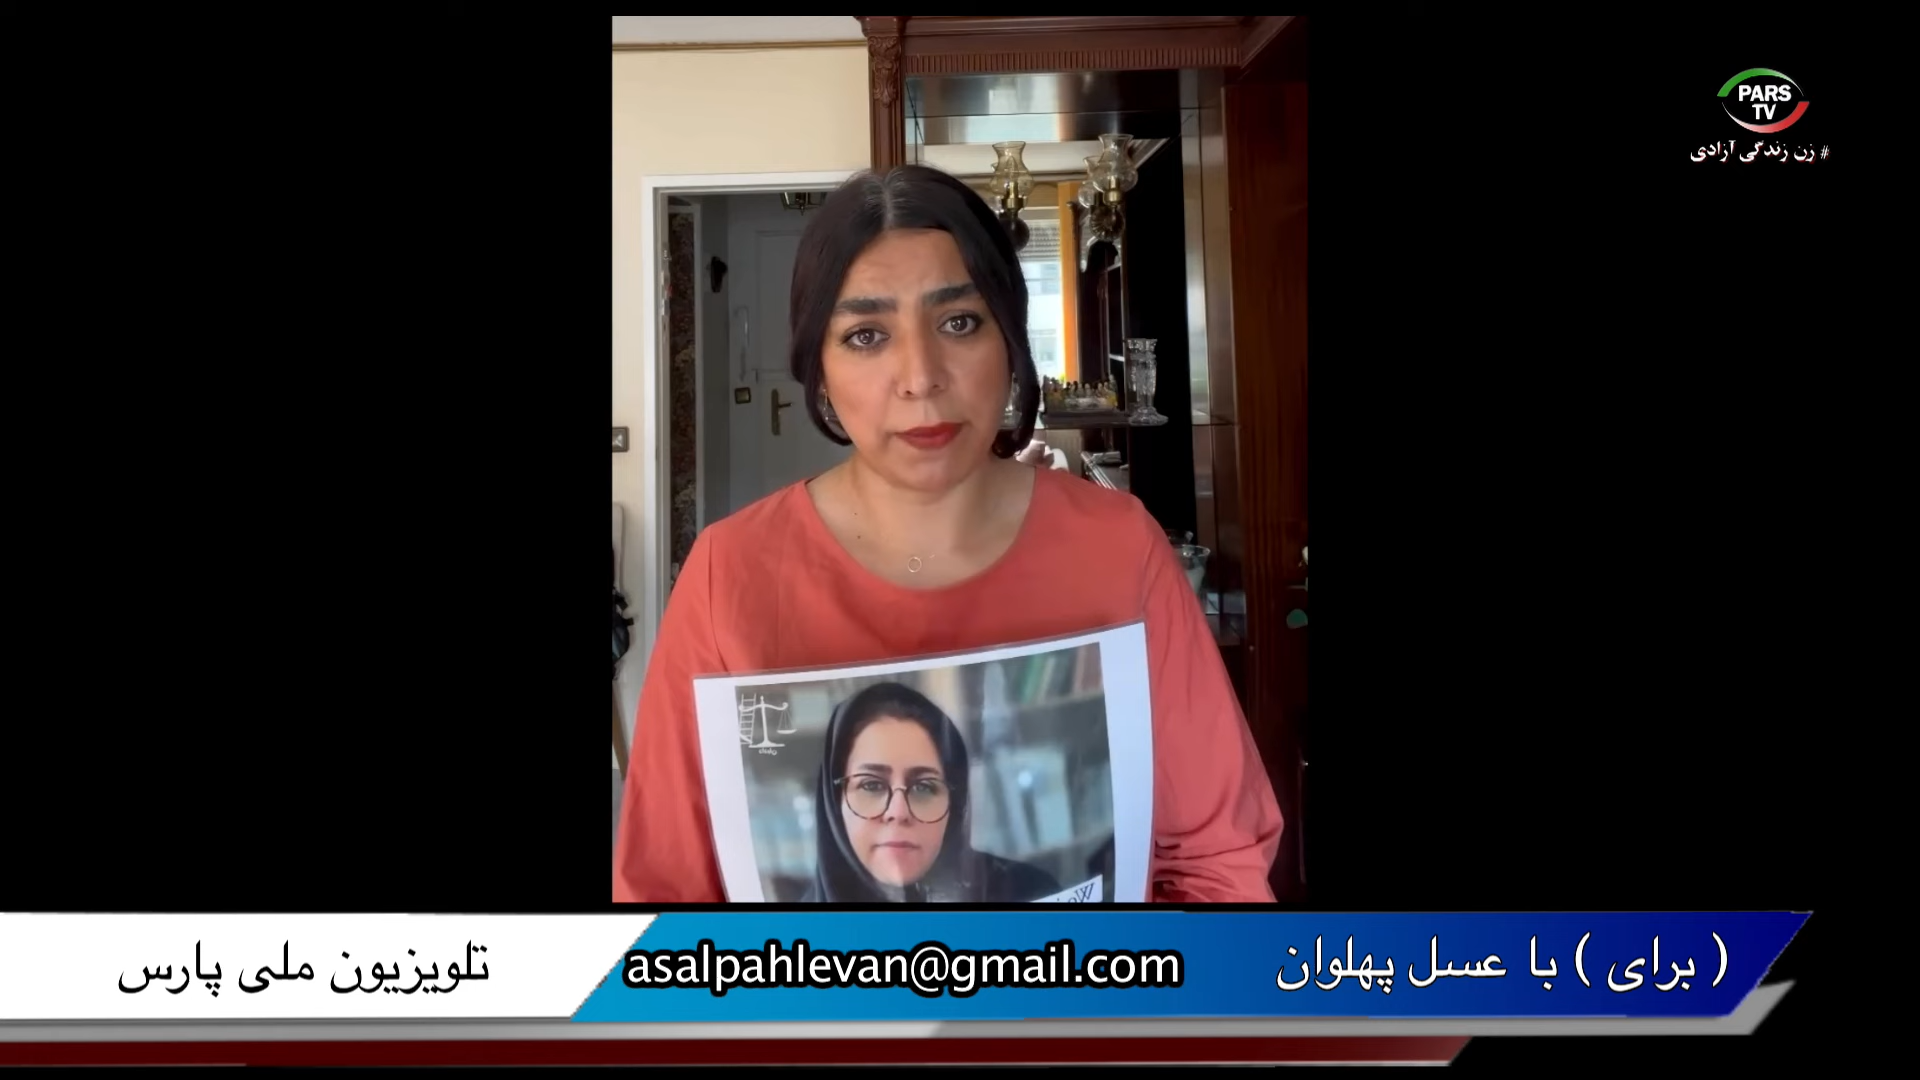 PARS
TV
# زن زندگی آزادی
( برای ) با عسل پهلوان
asalpahlevan@gmail.com
تلویزیون ملی پارس